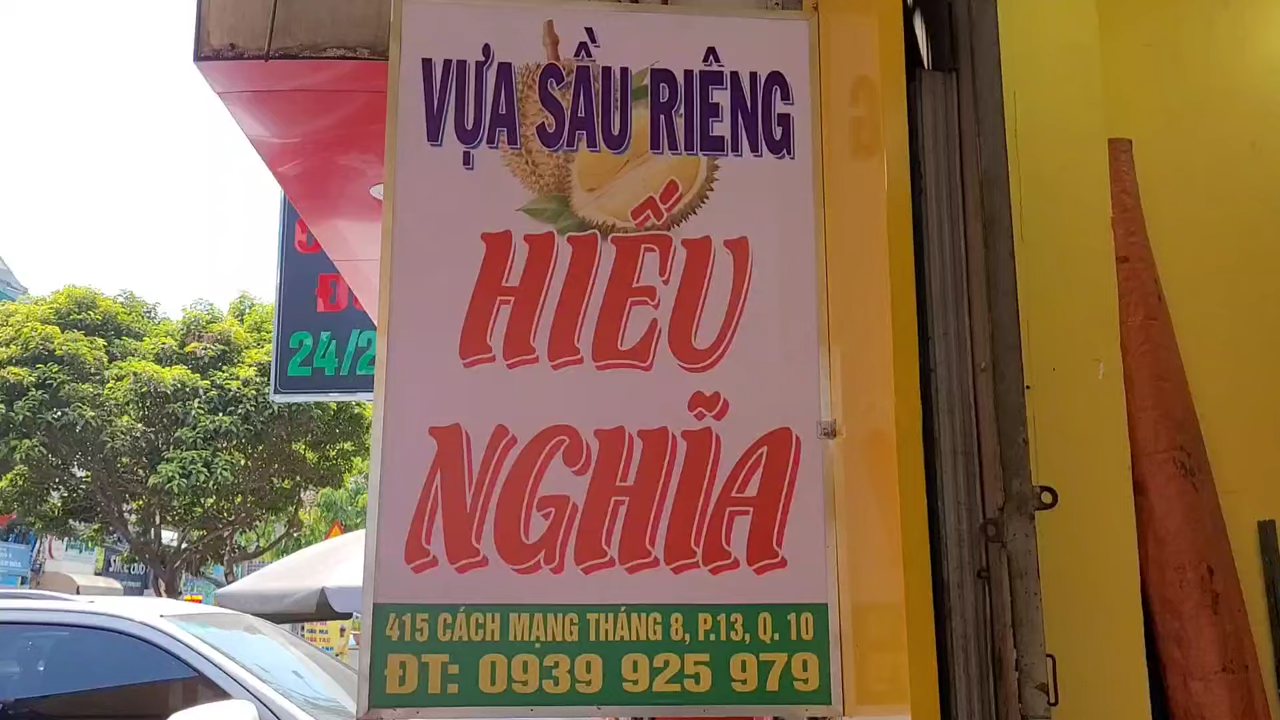 VỰA SẦU RIÊNG
HIẾU
NGHĨA
415 CÁCH MẠNG THÁNG 8, P.13, Q. 10
ĐT: 0939 925 979
24/2